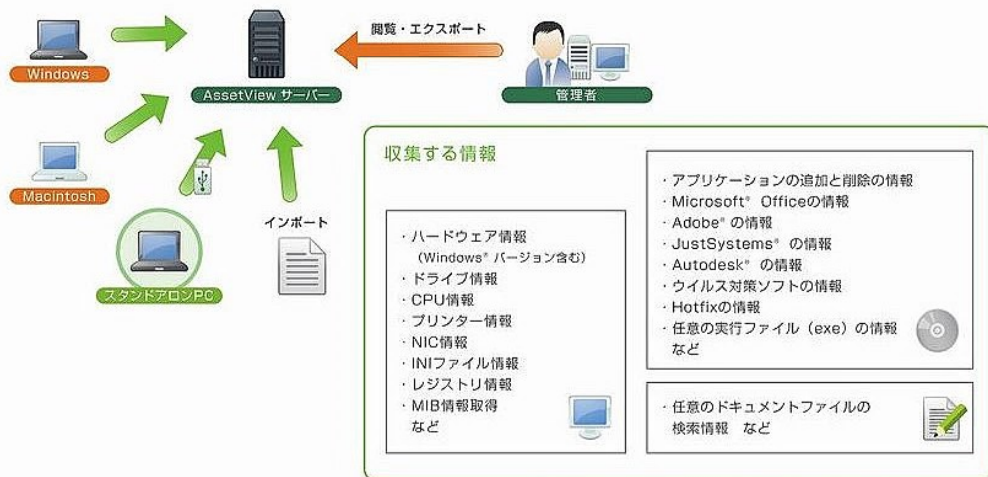 閲覧・エクスポート
Windows
AssetView サーバー
管理者
Macintosh
インポート
スタンドアロンPC
収集する情報
・ハードウェア情報
（Windows® バージョン含む）
・ドライブ情報
・CPU情報
・プリンター情報
・NIC情報
・INIファイル情報
・レジストリ情報
・MIB情報取得
など
・アプリケーションの追加と削除の情報
・Microsoft® Officeの情報
・Adobe® の情報
・JustSystems® の情報
・Autodesk® の情報
・ウイルス対策ソフトの情報
・Hotfixの情報
・任意の実行ファイル（exe）の情報
など
・任意のドキュメントファイルの
検索情報 など